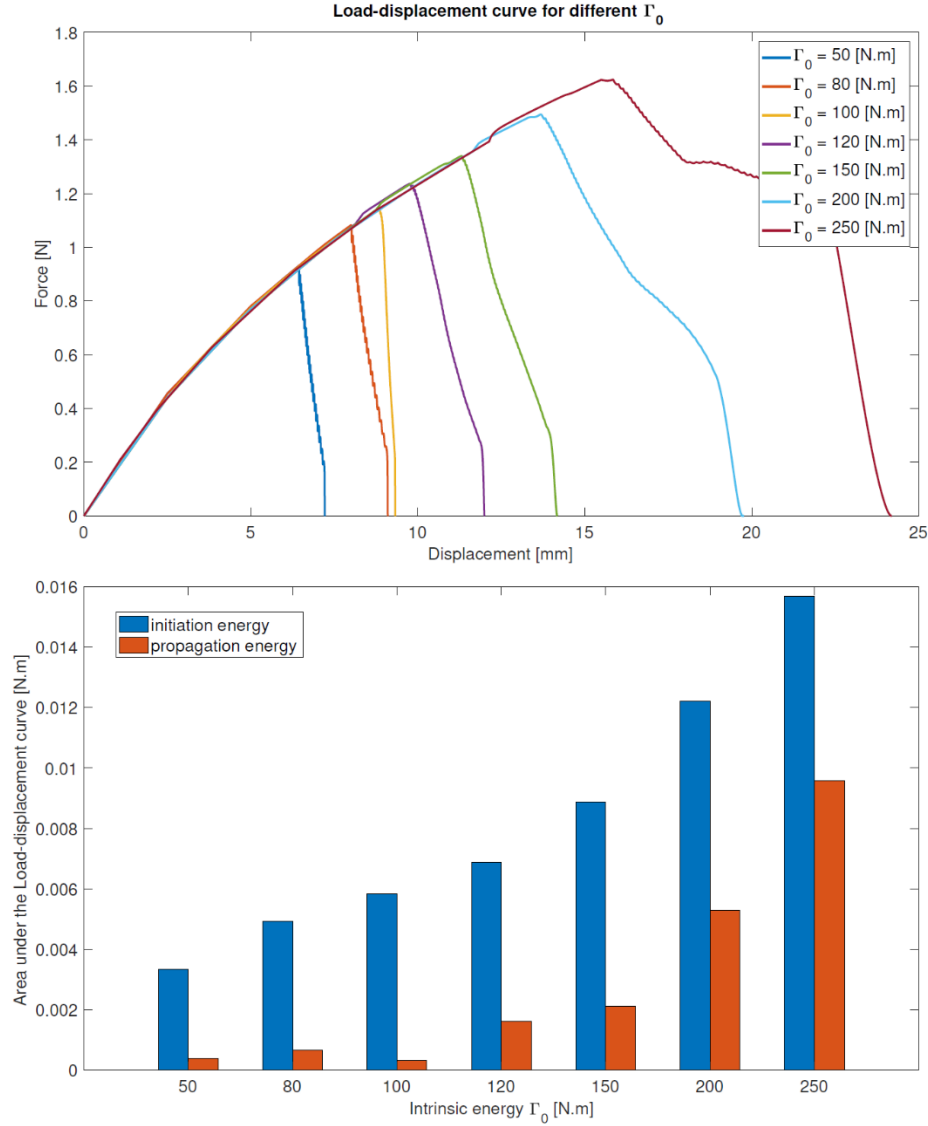 Load-displacement curve for different Γ0
1.8
1.6
1.4
1.2
1
0.8
0.6
0.4
0.2
0
Force [N]
Γ0 = 50 [N.m]
Γ0 = 80 [N.m]
Γ0 = 100 [N.m]
Γ0 = 120 [N.m]
Γ0 = 150 [N.m]
Γ0 = 200 [N.m]
Γ0 = 250 [N.m]
0 5 10 15 20 25
Displacement [mm]
0.016
0.014
0.012
0.01
0.008
0.006
0.004
0.002
0
Area under the Load-displacement curve [N.m]
initiation energy
propagation energy
50 80 100 120 150 200 250
Intrinsic energy Γ0 [N.m]